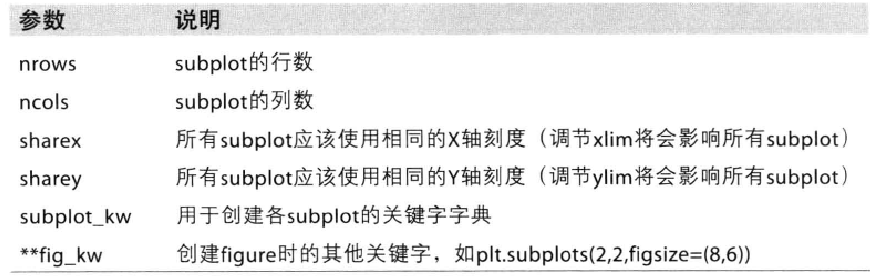 参数 说明
nrows subplot的行数
ncols subplot的列数
sharex 所有subplot应该使用相同的X轴刻度（调节xlim将会影响所有subplot）
sharey 所有subplot应该使用相同的Y轴刻度（调节ylim将会影响所有subplot）
subplot_kw 用于创建各subplot的关键字字典
**fig_kw 创建figure时的其他关键字，如plt.subplots(2,2,figsize=(8,6))